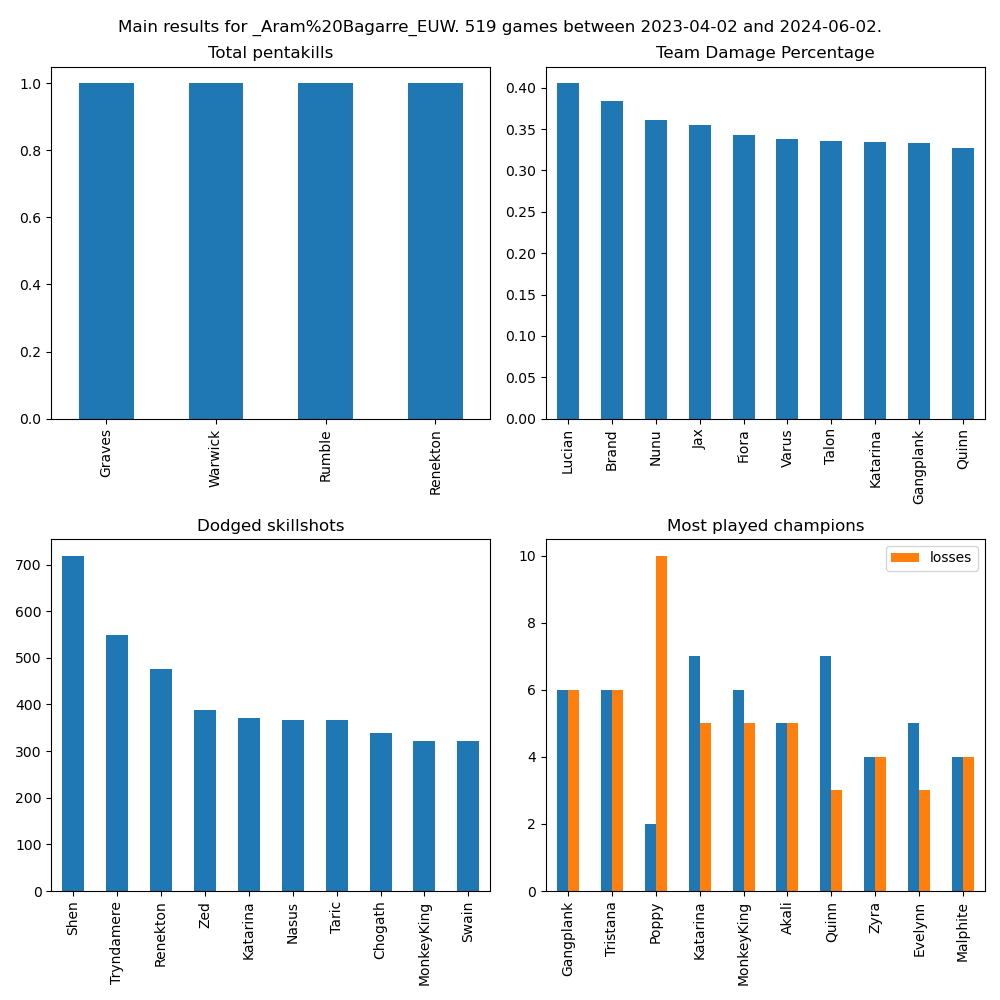 Main results for _Aram%20Bagarre_EUW. 519 games between 2023-04-02 and 2024-06-02.
Total pentakills
1.0
0.8
0.6
0.4
0.2
0.0
Graves
Warwick
Rumble
Renekton
Team Damage Percentage
0.40
0.35
0.30
0.25
0.20
0.15
0.10
0.05
0.00
Lucian
Brand
Nunu
Jax
Fiora
Varus
Talon
Katarina
Gangplank
Quinn
Dodged skillshots
700
600
500
400
300
200
100
0
Shen
Tryndamere
Renekton
Zed
Katarina
Nasus
Taric
Chogath
MonkeyKing
Swain
Most played champions
losses
10
8
6
4
2
0
Gangplank
Tristana
Poppy
Katarina
MonkeyKing
Akali
Quinn
Zyra
Evelynn
Malphite